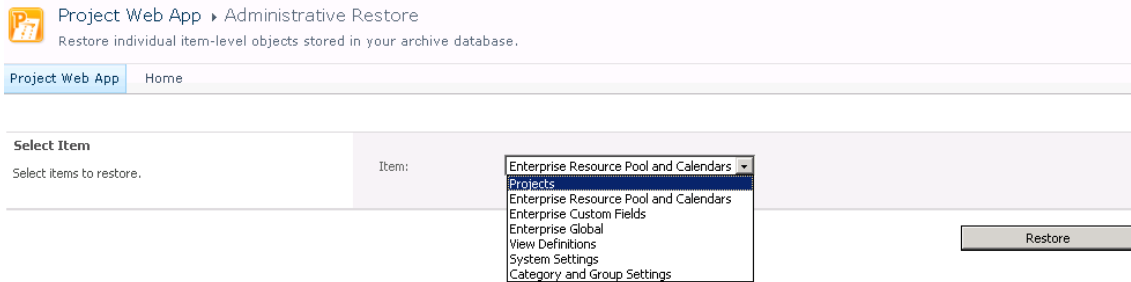 Project Web App ▸ Administrative Restore
Restore individual item-level objects stored in your archive database.
Project Web App Home
Select Item
Select items to restore.
Item:
Enterprise Resource Pool and Calendars
Projects
Enterprise Resource Pool and Calendars
Enterprise Custom Fields
Enterprise Global
View Definitions
System Settings
Category and Group Settings
Restore